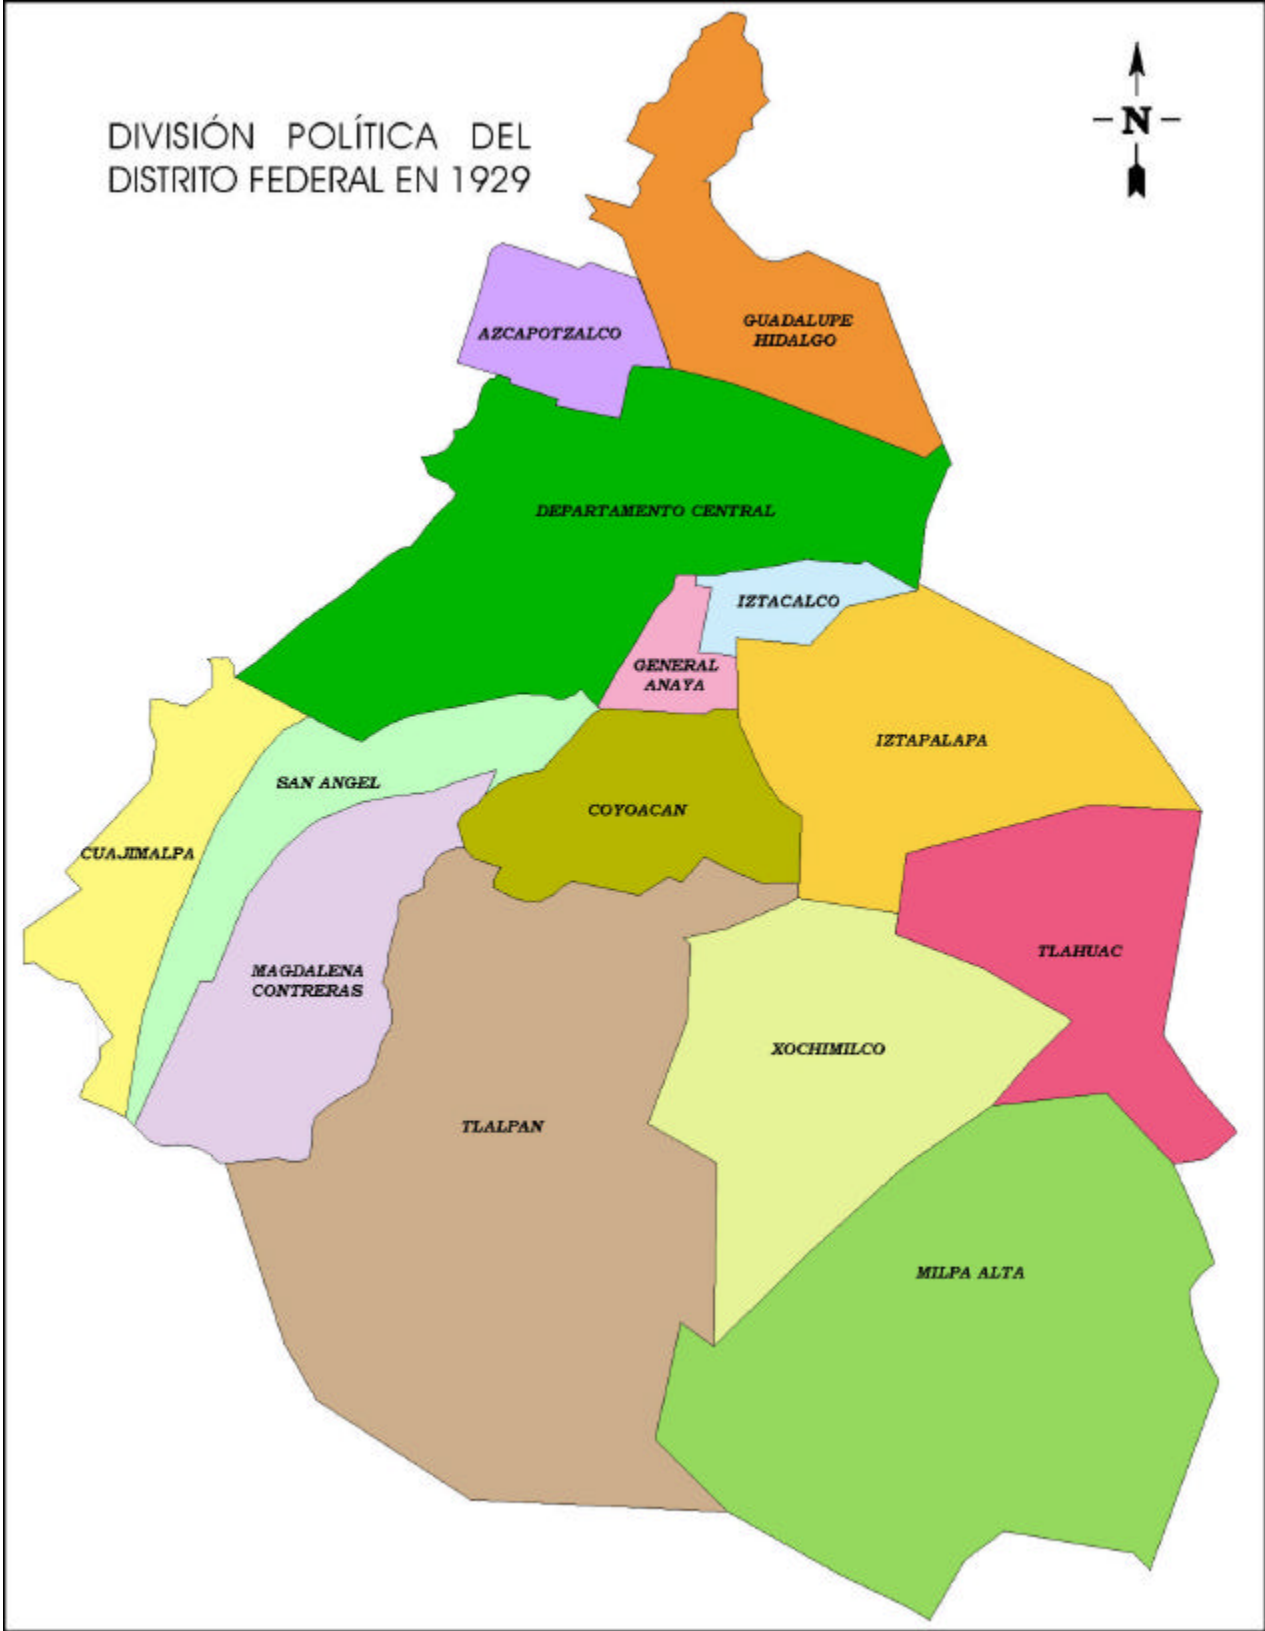 DIVISIÓN POLÍTICA DEL
DISTRITO FEDERAL EN 1929
N
GUADALUPE
HIDALGO
AZCAPOTZALCO
DEPARTAMENTO CENTRAL
IZTACALCO
GENERAL
ANAYA
IZTAPALAPA
SAN ANGEL
COYOACAN
CUAJIMALPA
TLAHUAC
MAGDALENA
CONTRERAS
XOCHIMILCO
TLALPAN
MILPA ALTA